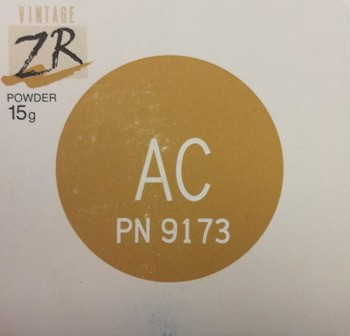 VINTAGE
ZR
POWDER
15g
AC
PN 9173